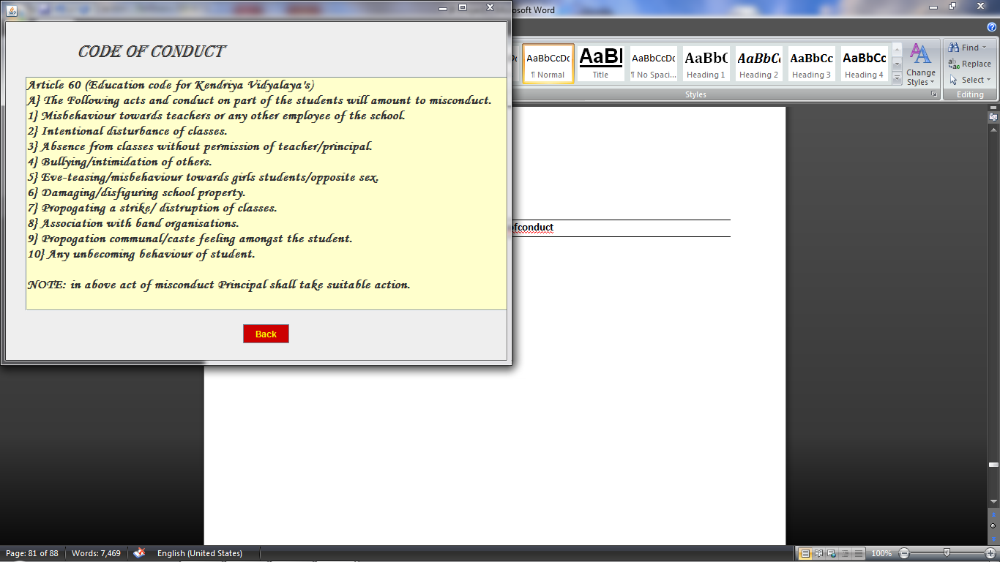 osoft Word
CODE OF CONDUCT
Article 60 (Education code for Kendriya Vidyalaya's)
A} The Following acts and conduct on part of the students will amount to misconduct.
1} Misbehaviour towards teachers or any other employee of the school.
2} Intentional disturbance of classes.
3} Absence from classes without permission of teacher/principal.
4} Bullying/intimidation of others.
5} Eve-teasing/misbehaviour towards girls students/opposite sex.
6} Damaging/disfiguring school property.
7} Propogating a strike/ distruption of classes.
8} Association with band organisations.
9} Propogation communal/caste feeling amongst the student.
10} Any unbecoming behaviour of student.
NOTE: in above act of misconduct Principal shall take suitable action.
Back
AaBbCcDc AaBl AaBbCcDc AaBbC AaBbCc AaBbCc AaBbCc
¶ Normal Title ¶ No Spaci... Heading 1 Heading 2 Heading 3 Heading 4
Change Styles
Styles
Find
Replace
Select
Editing
ofconduct
Page: 81 of 88 Words: 7,469 English (United States) 100%